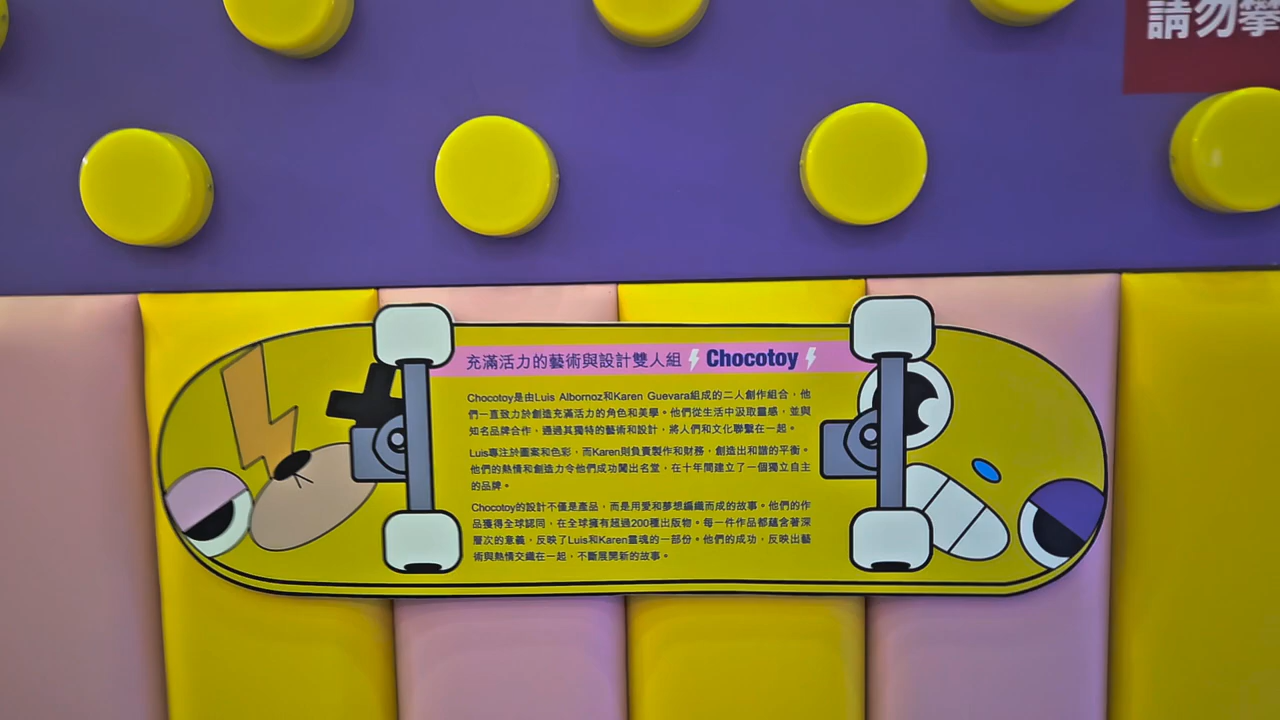 請勿攀
充滿活力的藝術與設計雙人組 Chocotoy
Chocotoy是由Luis Albornoz和Karen Guevara組成的二人創作組合，他
們一直致力於創造充滿活力的角色和美學。他們從生活中汲取靈感，並與
知名品牌合作，通過其獨特的藝術和設計，將人們和文化聯繫在一起。
Luis專注於圖案和色彩，而Karen則負責製作和財務，創造出和諧的平衡。
他們的熱情和創造力令他們成功闖出名堂，在十年間建立了一個獨立自主
的品牌。
Chocotoy的設計不僅是產品，而是用愛和夢想編織而成的故事。他們的作
品獲得全球認同，在全球擁有超過200種出版物。每一件作品都蘊含著深
層次的意義，反映了Luis和Karen靈魂的一部份。他們的成功，反映出藝
術與熱情交織在一起，不斷展開新的故事。